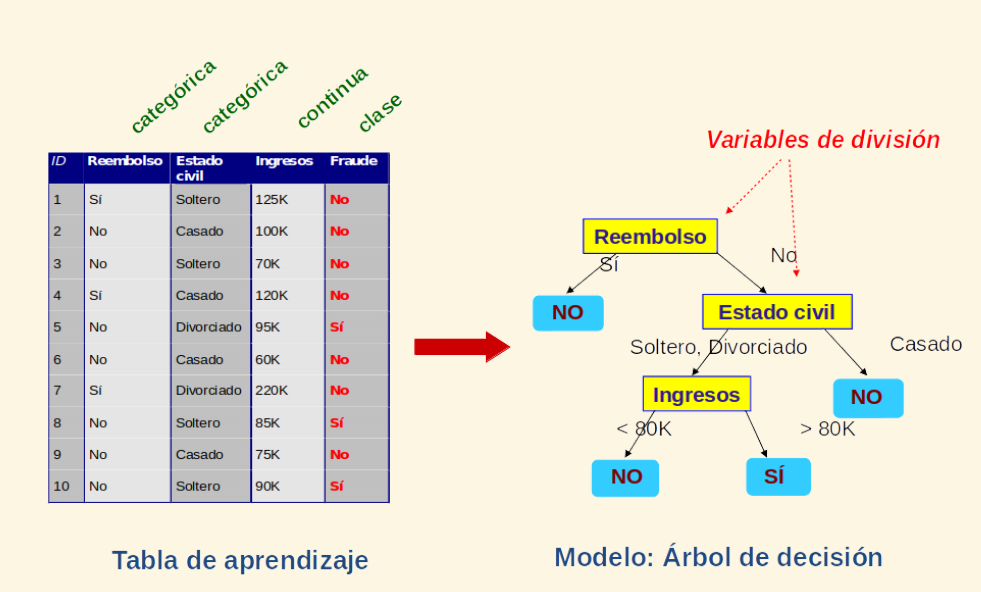 categórica categórica continua clase
ID Reembolso Estado civil Ingresos Fraude
1 Sí Soltero 125K No
2 No Casado 100K No
3 No Soltero 70K No
4 Sí Casado 120K No
5 No Divorciado 95K Sí
6 No Casado 60K No
7 Sí Divorciado 220K No
8 No Soltero 85K Sí
9 No Casado 75K No
10 No Soltero 90K Sí
Tabla de aprendizaje
Variables de división
Reembolso
Sí No
NO Estado civil
Soltero, Divorciado Casado
Ingresos NO
< 80K > 80K
NO SÍ
Modelo: Árbol de decisión